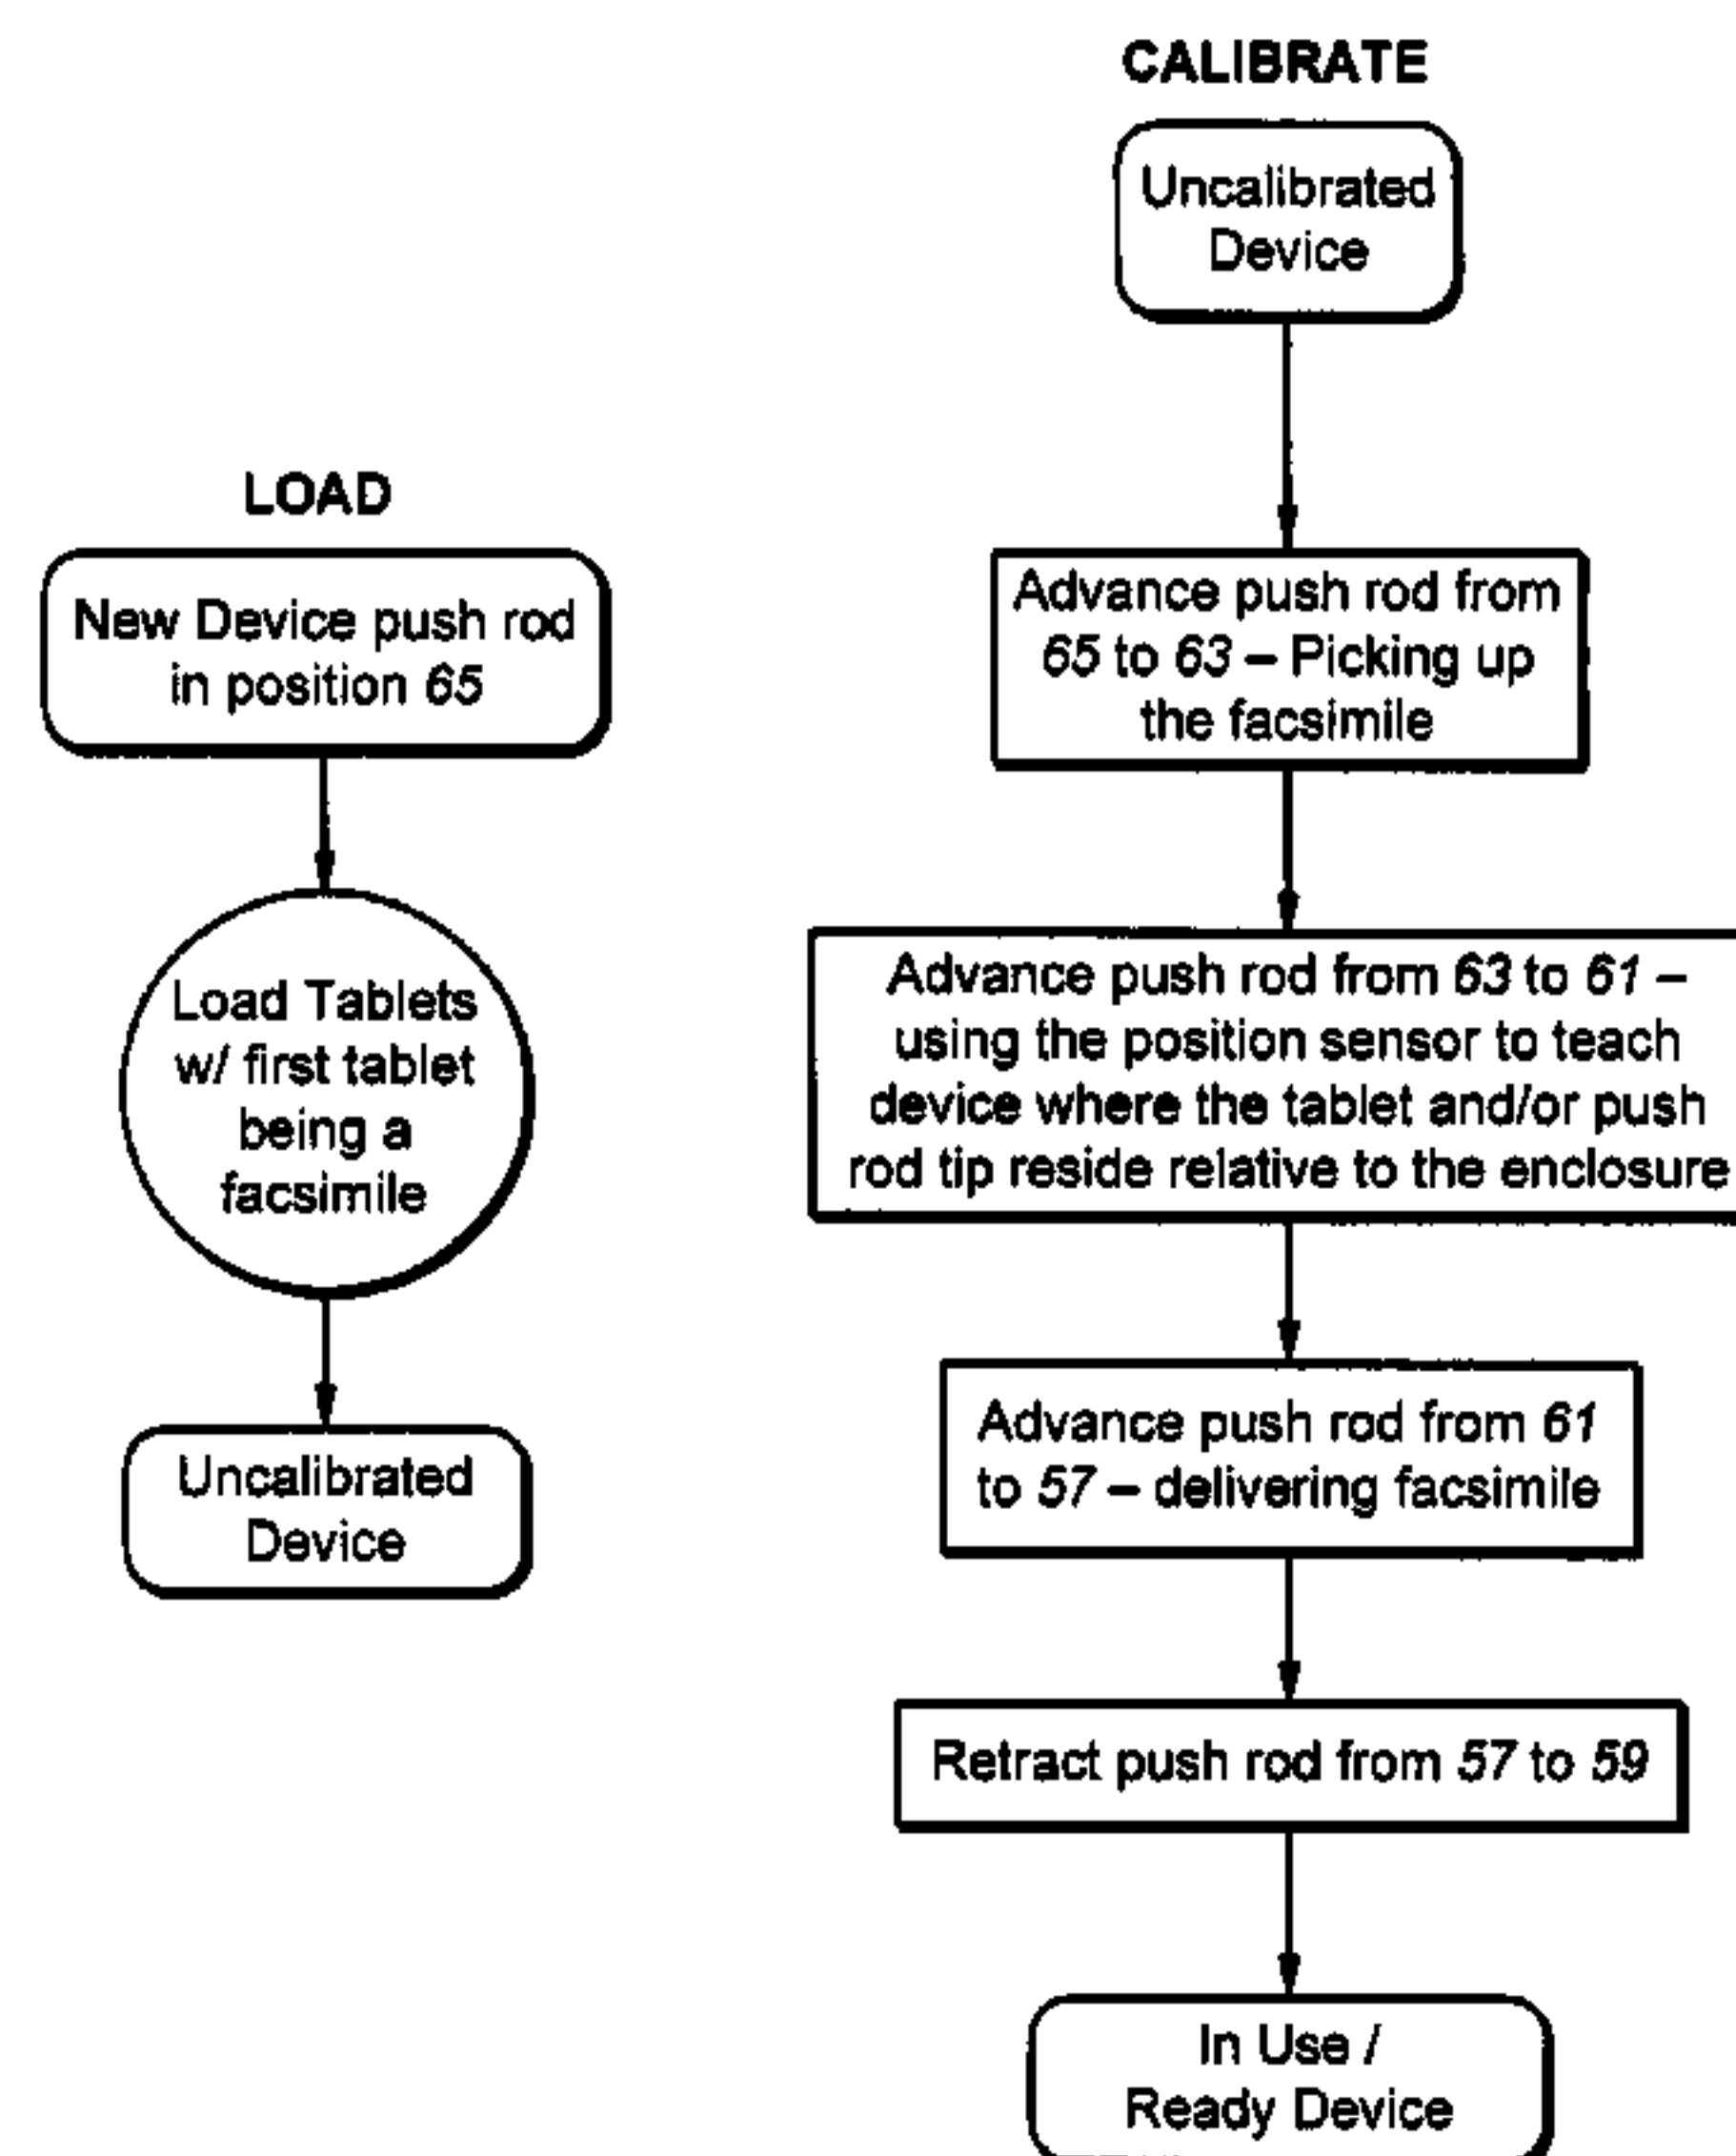 LOAD
New Device push rod
in position 65
Load Tablets
w/ first tablet
being a
facsimile
Uncalibrated
Device
CALIBRATE
Uncalibrated
Device
Advance push rod from
65 to 63 – Picking up
the facsimile
Advance push rod from 63 to 61 –
using the position sensor to teach
device where the tablet and/or push
rod tip reside relative to the enclosure
Advance push rod from 61
to 57 – delivering facsimile
Retract push rod from 57 to 59
In Use /
Ready Device